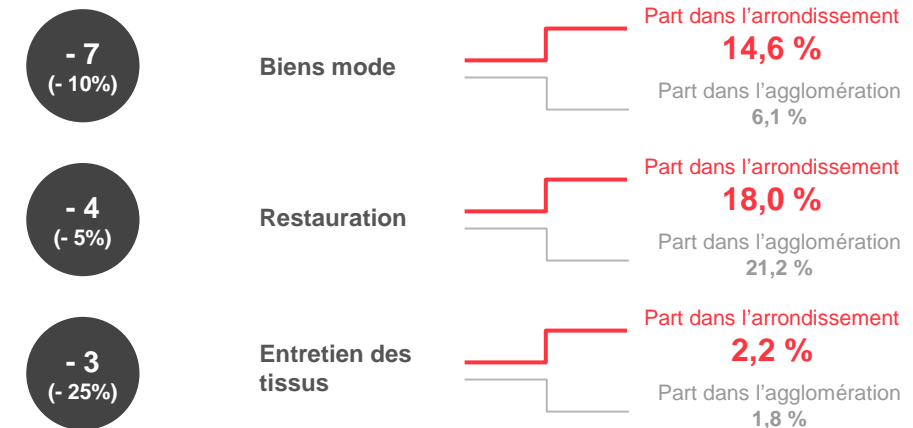 - 7
(- 10%)
Biens mode
Part dans l’arrondissement
14,6 %
Part dans l’agglomération
6,1 %
- 4
(- 5%)
Restauration
Part dans l’arrondissement
18,0 %
Part dans l’agglomération
21,2 %
- 3
(- 25%)
Entretien des
tissus
Part dans l’arrondissement
2,2 %
Part dans l’agglomération
1,8 %